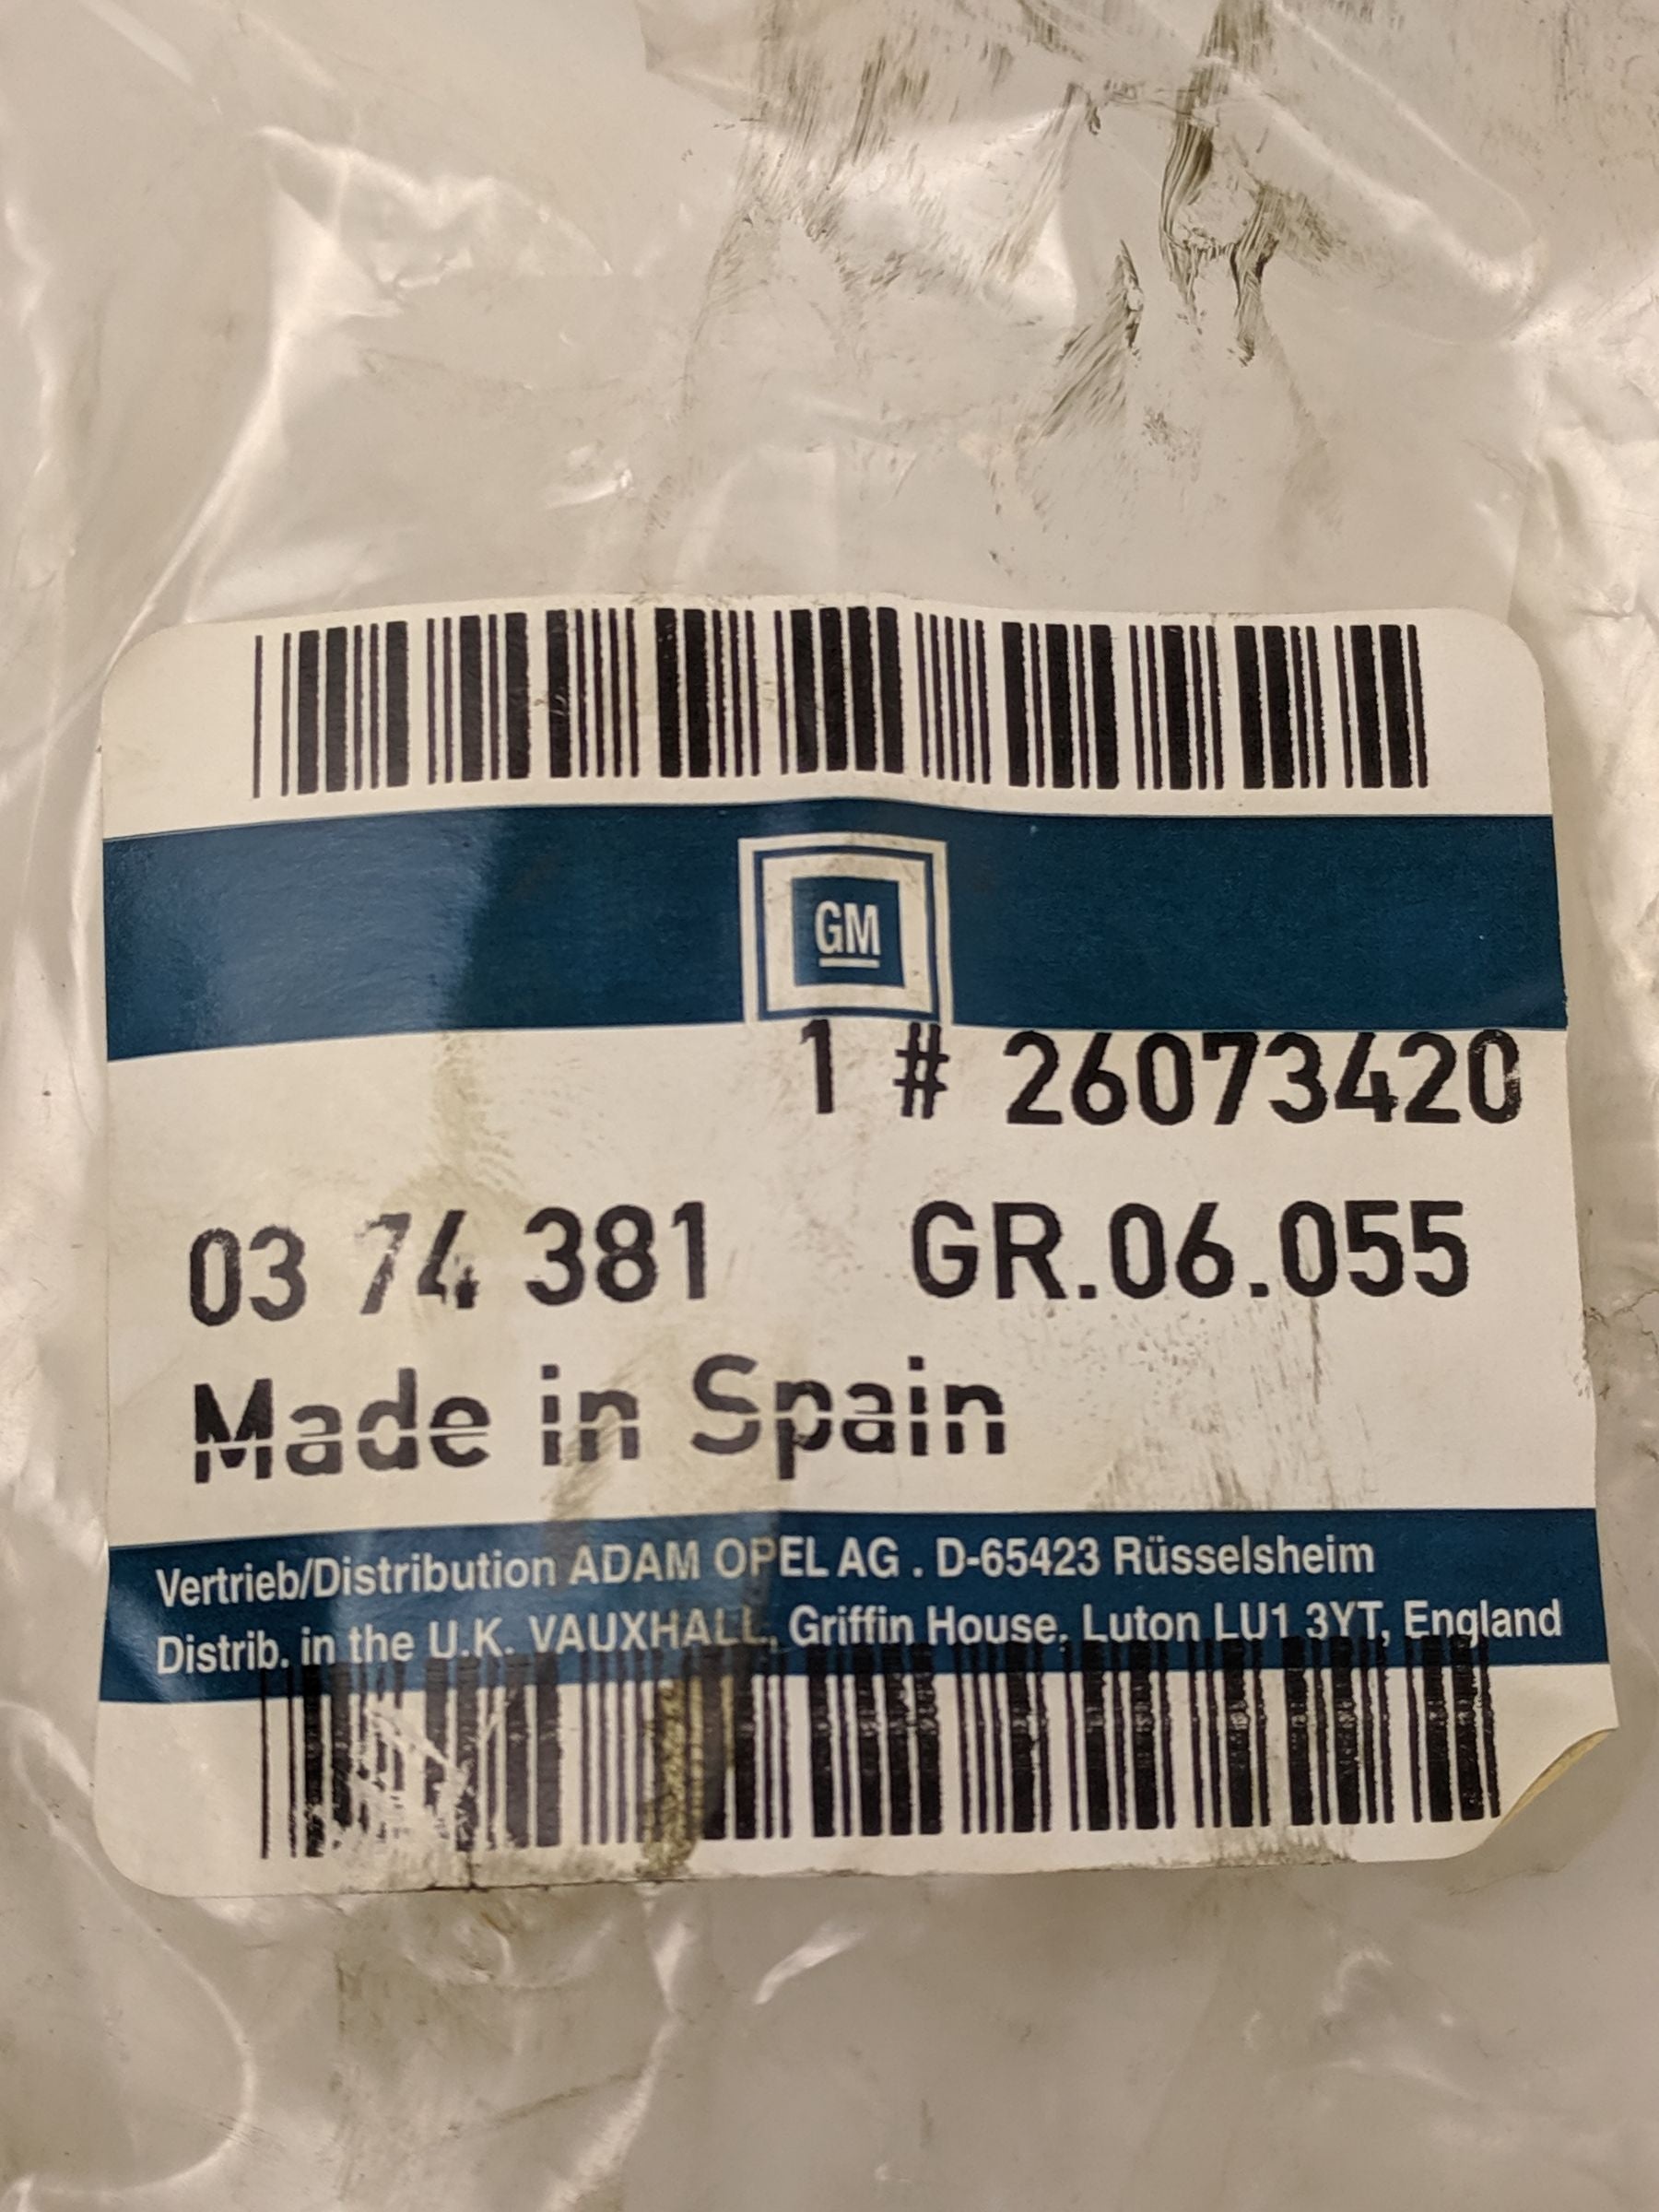 GM
1 # 26073420
03 74 381 GR.06.055
Made in Spain
Vertrieb/Distribution ADAM OPEL AG . D-65423 Rüsselsheim
Distrib. in the U.K. VAUXHALL, Griffin House, Luton LU1 3YT, England